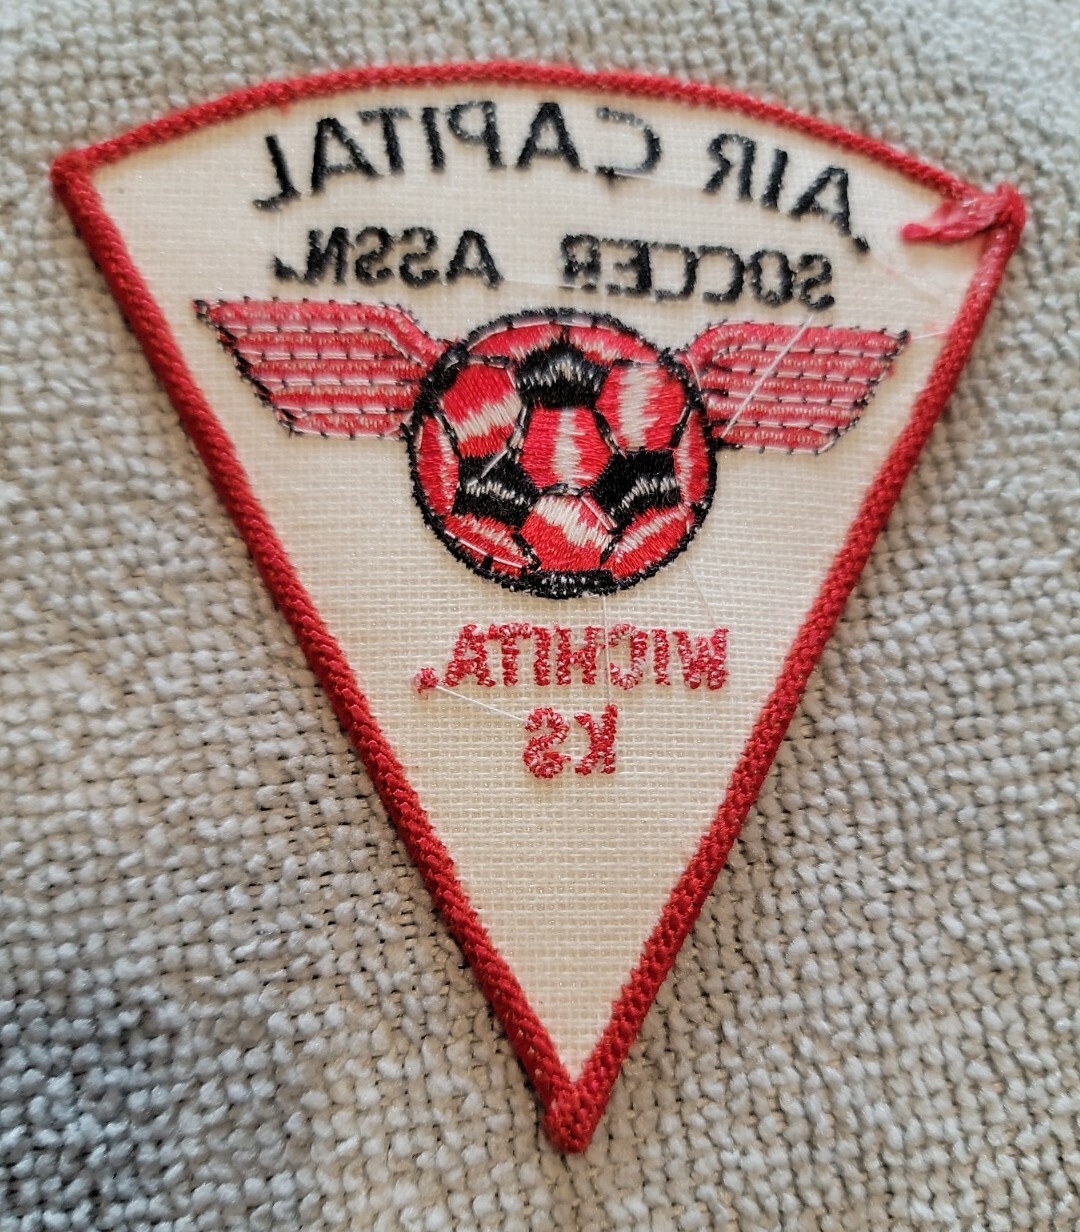 AIR CAPITAL
SOCCER ASSN.
WICHITA,
KS